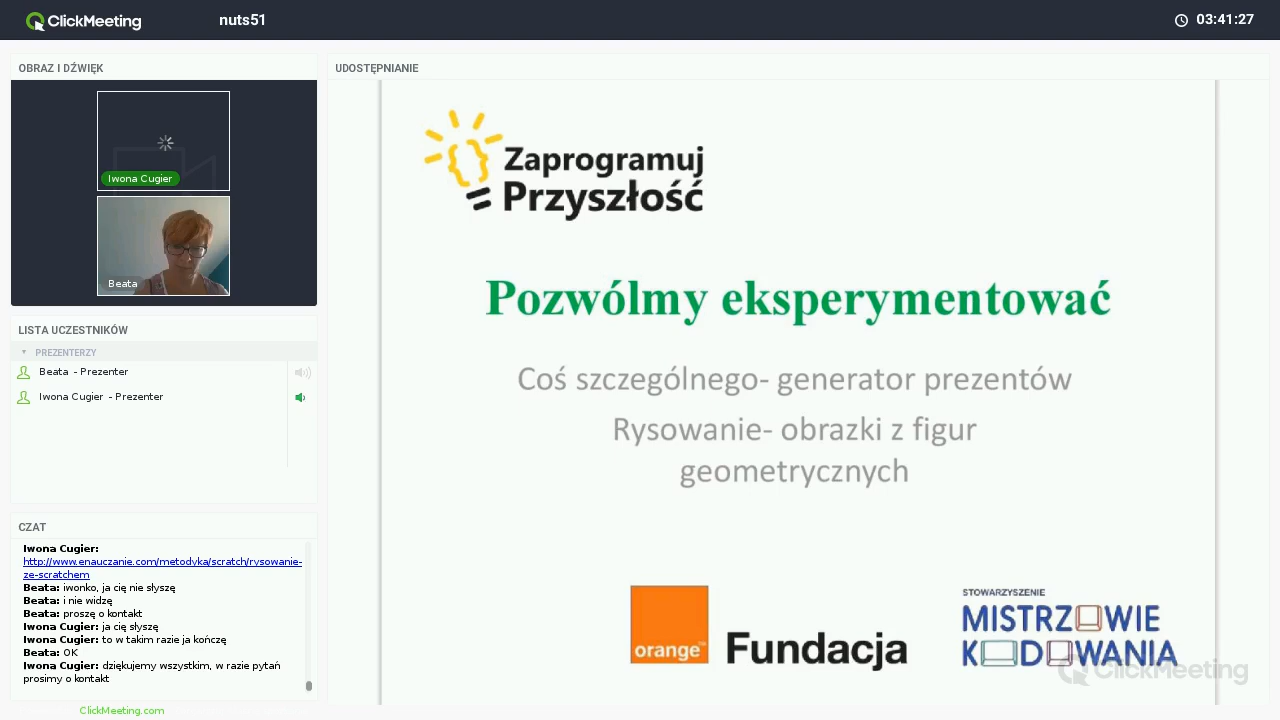 ClickMeeting
nuts51
03:41:27
OBRAZ I DŹWIĘK
Iwona Cugier
Beata
LISTA UCZESTNIKÓW
PREZENTERZY
Beata - Prezenter
Iwona Cugier - Prezenter
CZAT
Iwona Cugier:
http://www.enauczanie.com/metodyka/scratch/rysowanie-
ze-scratchem
Beata: iwonko, ja cię nie słyszę
Beata: i nie widzę
Beata: proszę o kontakt
Iwona Cugier: ja cię słyszę
Iwona Cugier: to w takim razie ja kończę
Beata: OK
Iwona Cugier: dziękujemy wszystkim, w razie pytań
prosimy o kontakt
ClickMeeting.com
UDOSTĘPNIANIE
Zaprogramuj
Przyszłość
Pozwólmy eksperymentować
Coś szczególnego- generator prezentów
Rysowanie- obrazki z figur
geometrycznych
orange™
Fundacja
STOWARZYSZENIE
MISTRZOWIE
KODOWANIA
ClickMeeting